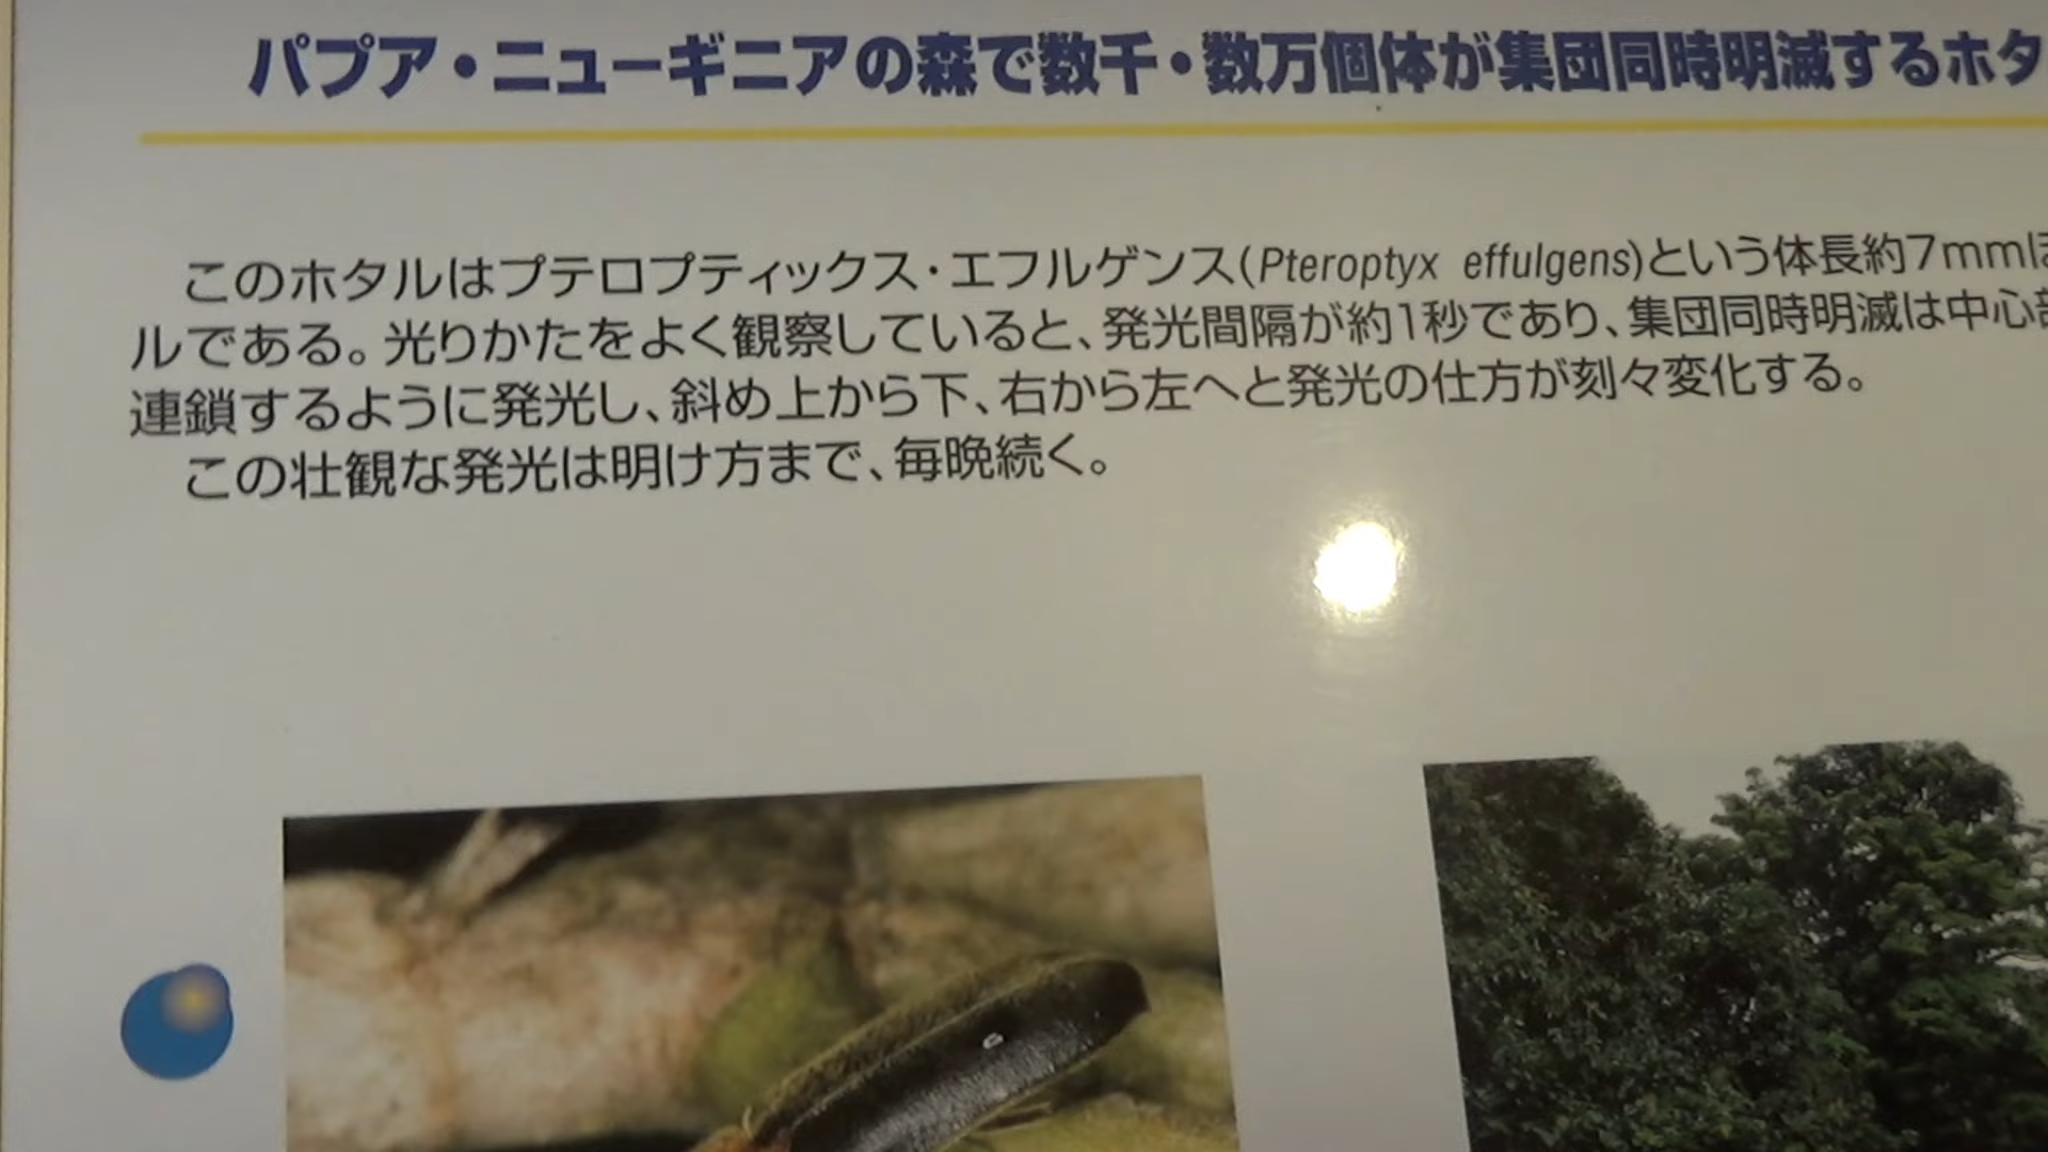 パプア・ニューギニアの森で数千・数万個体が集団同時明滅するホタ
このホタルはプテロプティックス・エフルゲンス(Pteroptyx effulgens)という体長約7mmほ
ルである。光りかたをよく観察していると、発光間隔が約1秒であり、集団同時明滅は中心部
連鎖するように発光し、斜め上から下、右から左へと発光の仕方が刻々変化する。
この壮観な発光は明け方まで、毎晩続く。